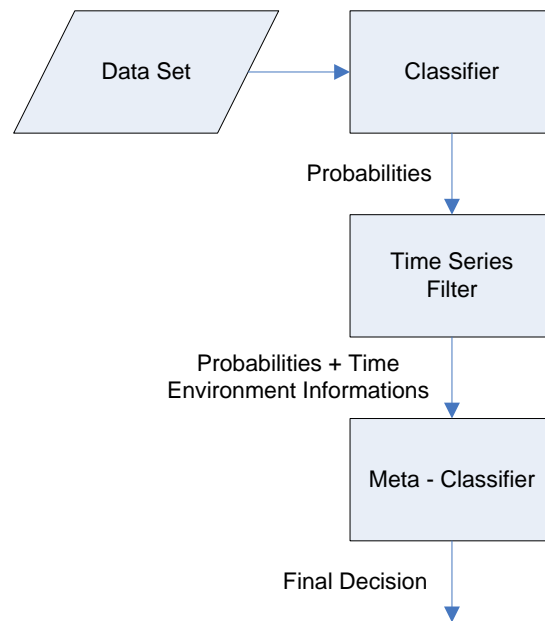 Data Set
Classifier
Probabilities
Time Series
Filter
Probabilities + Time
Environment Informations
Meta - Classifier
Final Decision